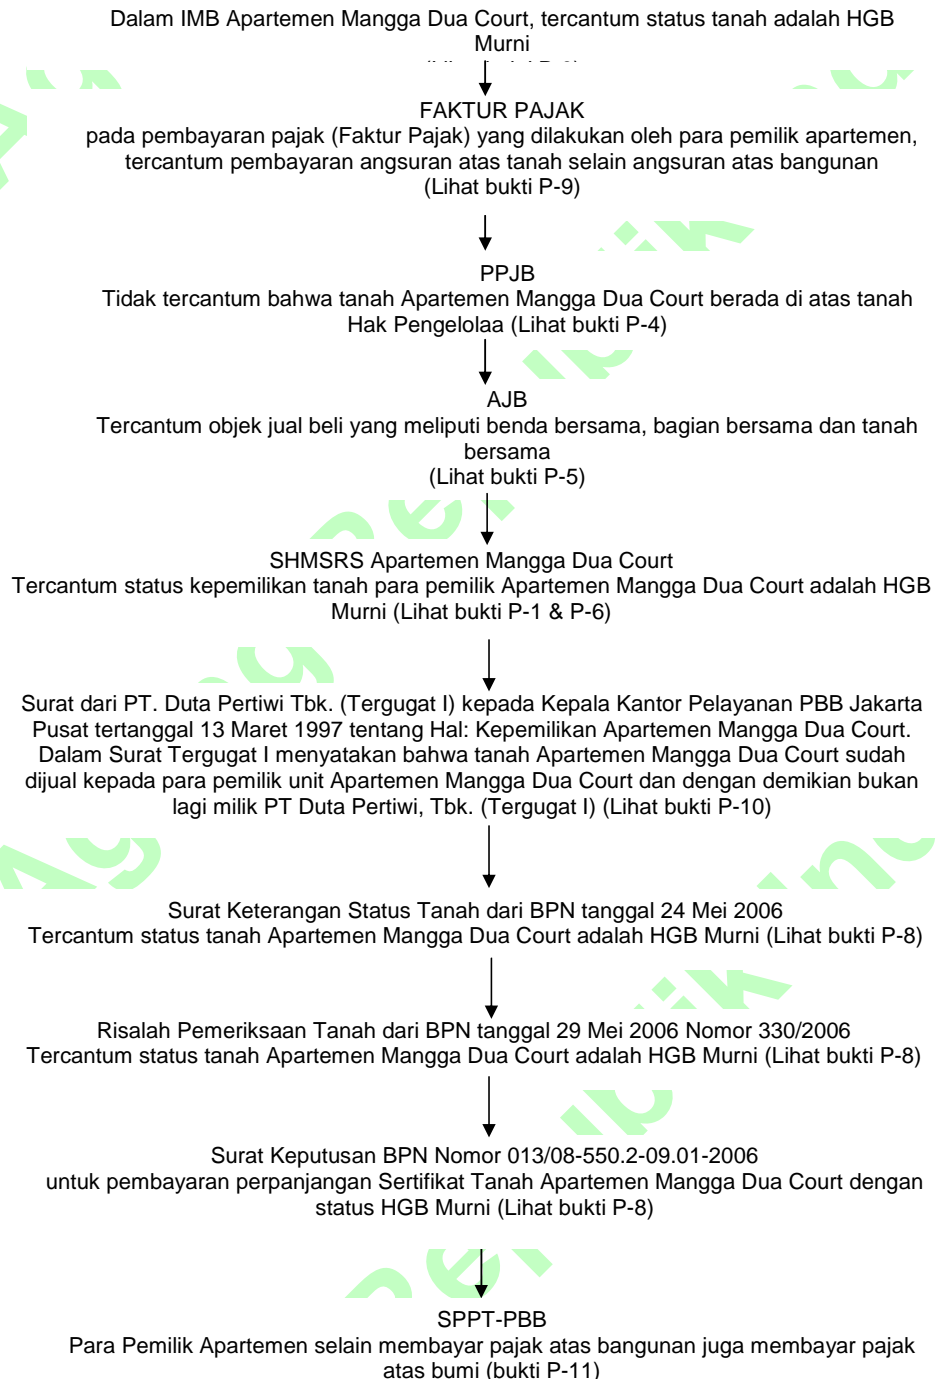 Dalam IMB Apartemen Mangga Dua Court, tercantum status tanah adalah HGB
Murni
FAKTUR PAJAK
pada pembayaran pajak (Faktur Pajak) yang dilakukan oleh para pemilik apartemen,
tercantum pembayaran angsuran atas tanah selain angsuran atas bangunan
(Lihat bukti P-9)
PPJB
Tidak tercantum bahwa tanah Apartemen Mangga Dua Court berada di atas tanah
Hak Pengelolaa (Lihat bukti P-4)
AJB
Tercantum objek jual beli yang meliputi benda bersama, bagian bersama dan tanah
bersama
(Lihat bukti P-5)
SHMSRS Apartemen Mangga Dua Court
Tercantum status kepemilikan tanah para pemilik Apartemen Mangga Dua Court adalah HGB
Murni (Lihat bukti P-1 & P-6)
Surat dari PT. Duta Pertiwi Tbk. (Tergugat I) kepada Kepala Kantor Pelayanan PBB Jakarta
Pusat tertanggal 13 Maret 1997 tentang Hal: Kepemilikan Apartemen Mangga Dua Court.
Dalam Surat Tergugat I menyatakan bahwa tanah Apartemen Mangga Dua Court sudah
dijual kepada para pemilik unit Apartemen Mangga Dua Court dan dengan demikian bukan
lagi milik PT Duta Pertiwi, Tbk. (Tergugat I) (Lihat bukti P-10)
Surat Keterangan Status Tanah dari BPN tanggal 24 Mei 2006
Tercantum status tanah Apartemen Mangga Dua Court adalah HGB Murni (Lihat bukti P-8)
Risalah Pemeriksaan Tanah dari BPN tanggal 29 Mei 2006 Nomor 330/2006
Tercantum status tanah Apartemen Mangga Dua Court adalah HGB Murni (Lihat bukti P-8)
Surat Keputusan BPN Nomor 013/08-550.2-09.01-2006
untuk pembayaran perpanjangan Sertifikat Tanah Apartemen Mangga Dua Court dengan
status HGB Murni (Lihat bukti P-8)
SPPT-PBB
Para Pemilik Apartemen selain membayar pajak atas bangunan juga membayar pajak
atas bumi (bukti P-11)